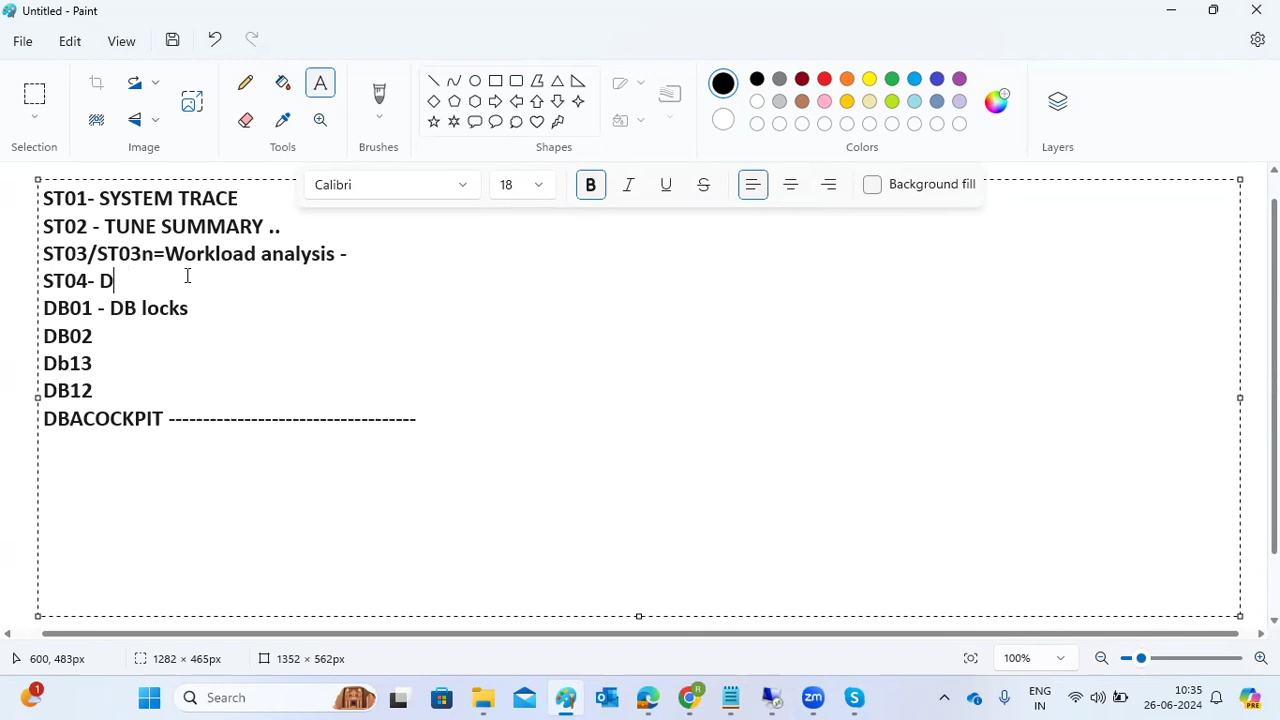 Untitled - Paint
File Edit View
Selection
Image
Tools
Brushes
Shapes
Colors
Layers
Calibri 18 B Background fill
ST01- SYSTEM TRACE
ST02 - TUNE SUMMARY ..
ST03/ST03n=Workload analysis -
ST04- D
DB01 - DB locks
DB02
Db13
DB12
DBACOCKPIT ------------------------------------
600, 483px 1282 × 465px 1352 × 562px 100%
1 Search ENG IN 10:35 26-06-2024